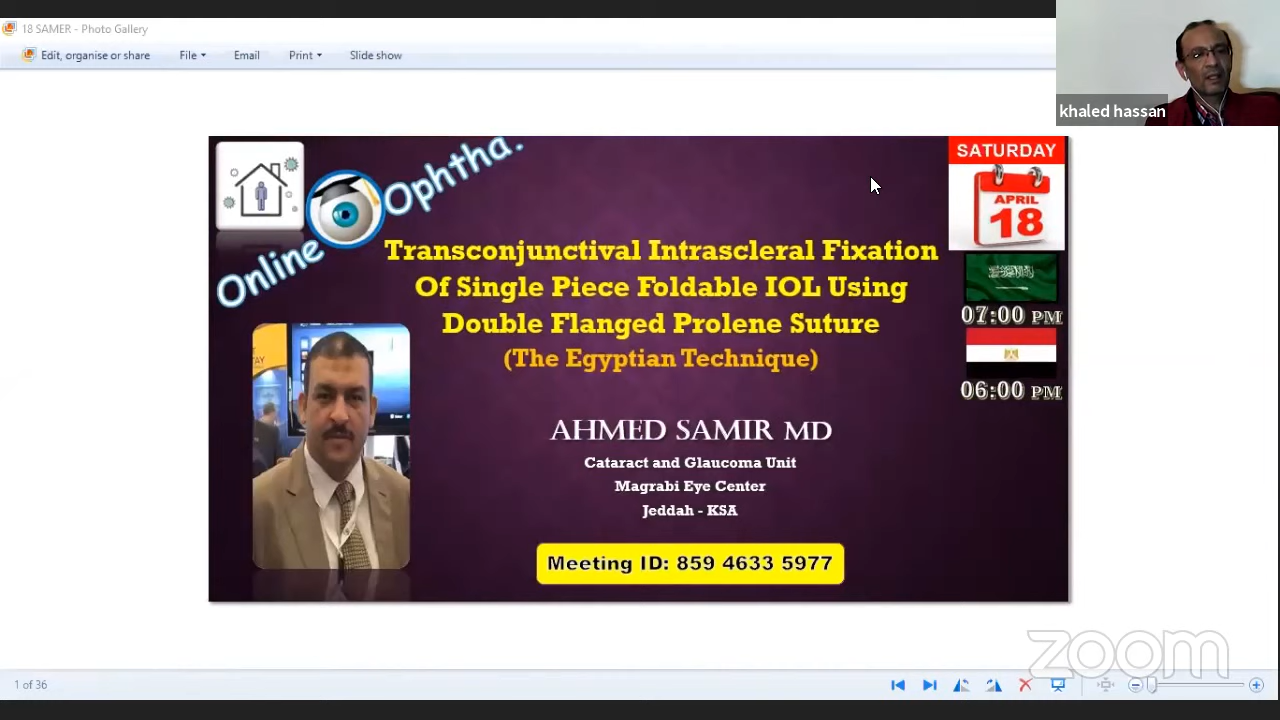 18 SAMER - Photo Gallery
Edit, organise or share
File
Email
Print
Slide show
khaled hassan
Online Ophtha.
SATURDAY
APRIL
18
Transconjunctival Intrascleral Fixation
Of Single Piece Foldable IOL Using
Double Flanged Prolene Suture
(The Egyptian Technique)
07:00 PM
06:00 PM
AHMED SAMIR MD
Cataract and Glaucoma Unit
Magrabi Eye Center
Jeddah - KSA
Meeting ID: 859 4633 5977
zoom
1 of 36